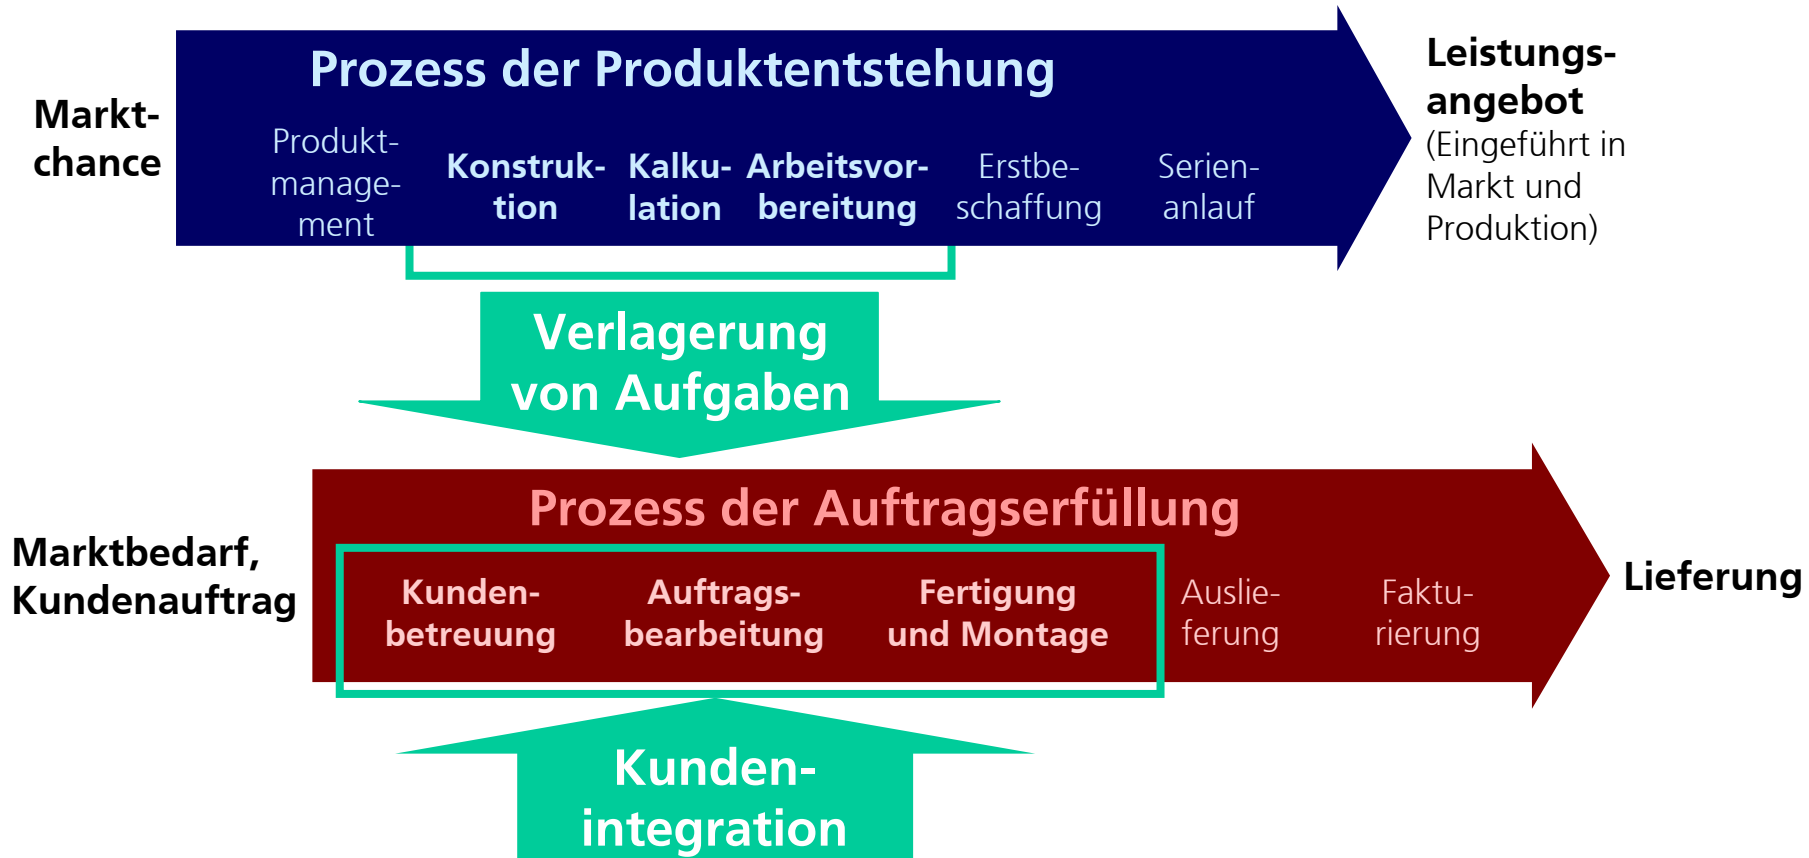 Prozess der Produktentstehung
Markt-
chance
Produkt-
manage-
ment
Konstruk-
tion
Kalku-
lation
Arbeitsvor-
bereitung
Erstbe-
schaffung
Serien-
anlauf
Leistungs-
angebot
(Eingeführt in
Markt und
Produktion)
Verlagerung
von Aufgaben
Prozess der Auftragserfüllung
Marktbedarf,
Kundenauftrag
Kunden-
betreuung
Auftrags-
bearbeitung
Fertigung
und Montage
Auslie-
ferung
Faktu-
rierung
Lieferung
Kunden-
integration